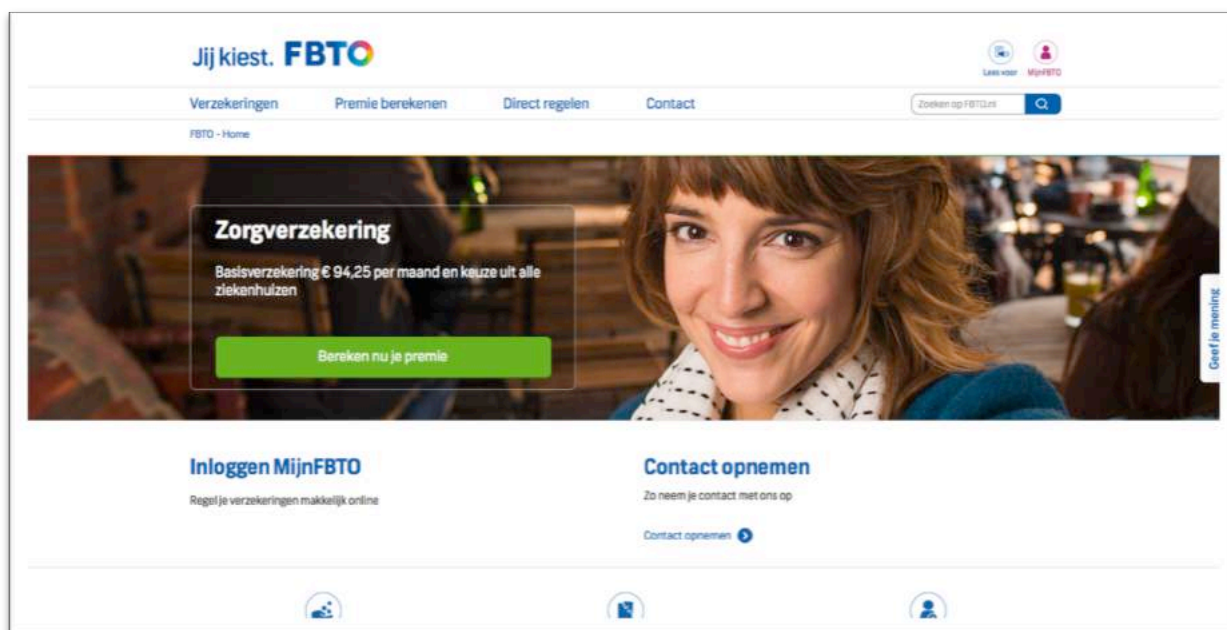 Jij kiest. FBTO
Lees voor MijnFBTO
Verzekeringen Premie berekenen Direct regelen Contact
Zoeken op FBTO.nl
FBTO - Home
Zorgverzekering
Basisverzekering € 94,25 per maand en keuze uit alle
ziekenhuizen
Bereken nu je premie
Geef je mening
Inloggen MijnFBTO
Regel je verzekeringen makkelijk online
Contact opnemen
Zo neem je contact met ons op
Contact opnemen